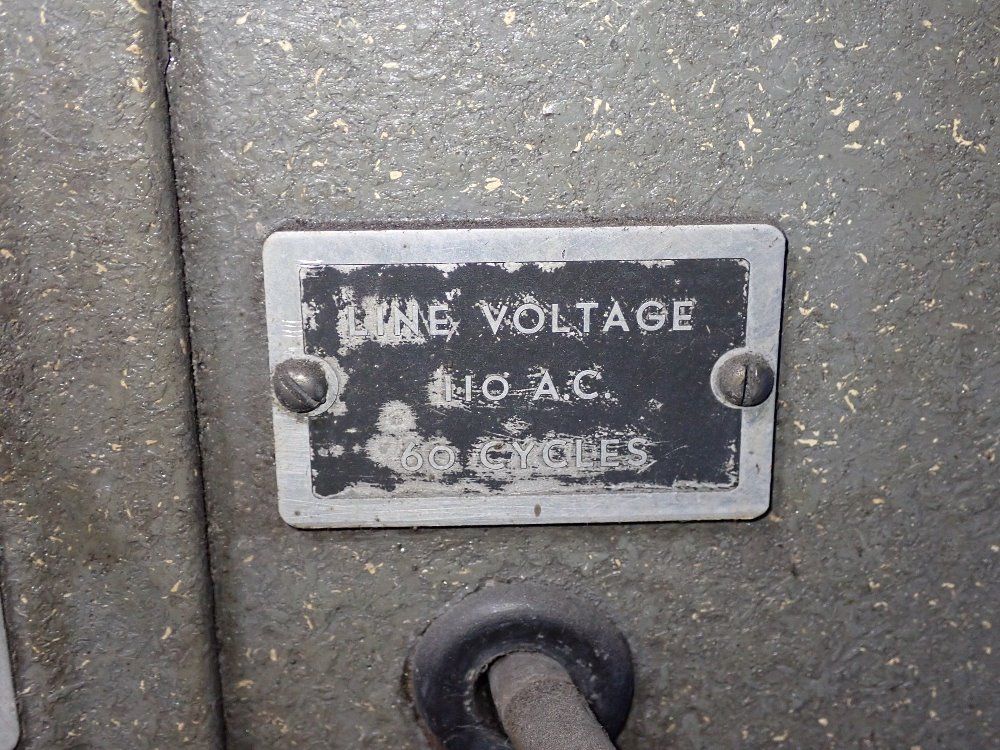 LINE VOLTAGE
110 A.C.
60 CYCLES